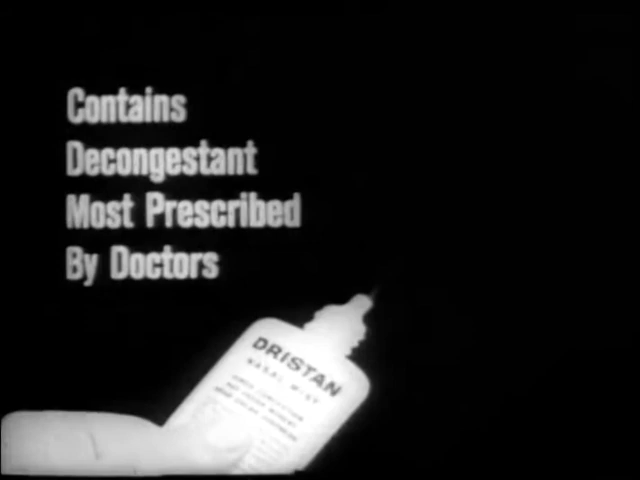 Contains
Decongestant
Most Prescribed
By Doctors
DRISTAN
NASAL MIST